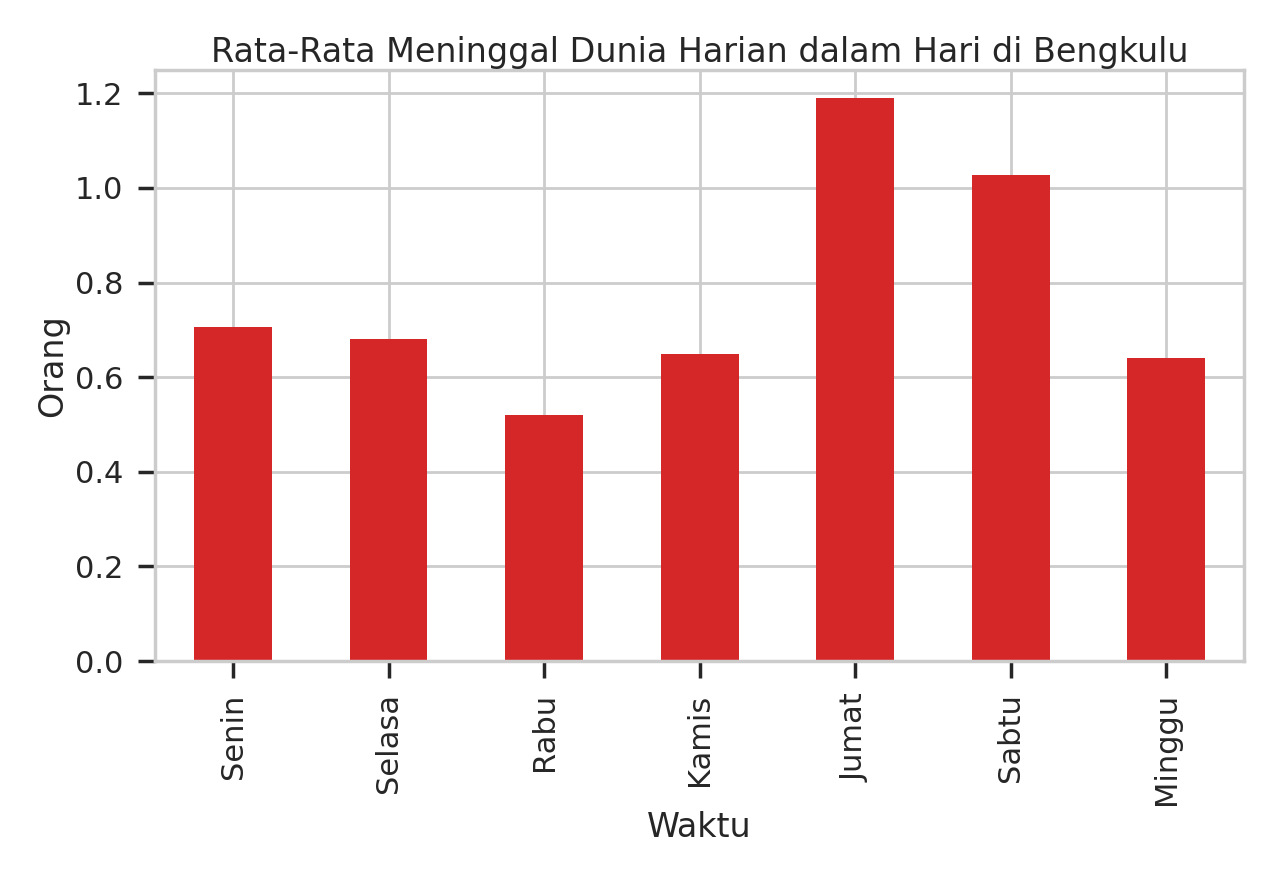 Rata-Rata Meninggal Dunia Harian dalam Hari di Bengkulu
1.2
1.0
0.8
0.6
0.4
0.2
0.0
Orang
Senin
Selasa
Rabu
Kamis
Jumat
Sabtu
Minggu
Waktu